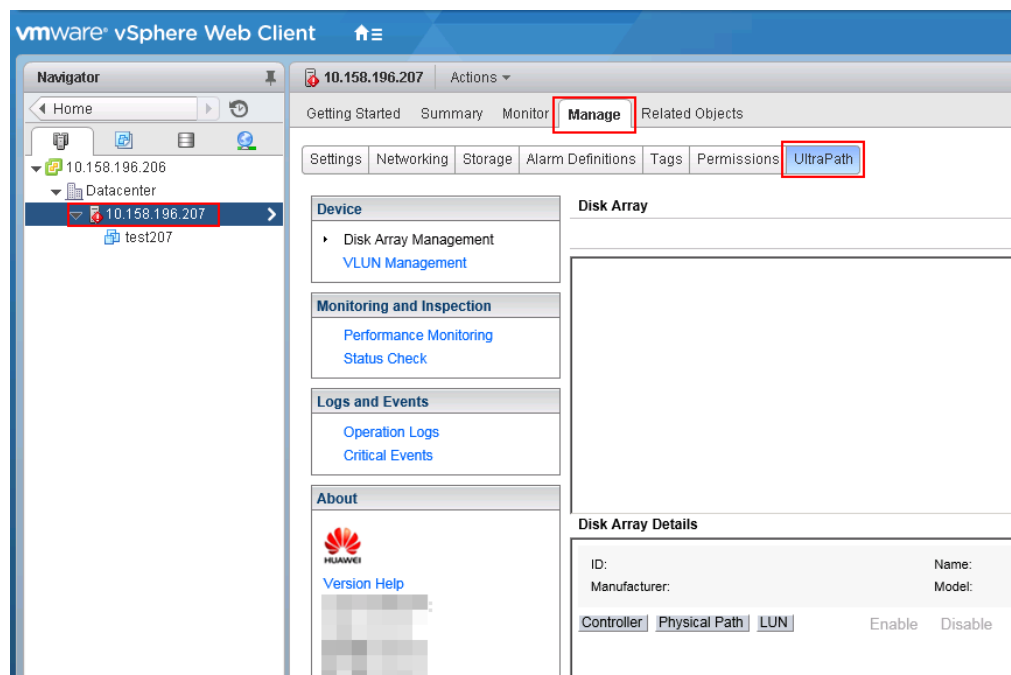 vmware® vSphere Web Client
Navigator
Home
10.158.196.206
Datacenter
10.158.196.207
test207
10.158.196.207 Actions
Getting Started Summary Monitor Manage Related Objects
Settings Networking Storage Alarm Definitions Tags Permissions UltraPath
Device
Disk Array Management
VLUN Management
Monitoring and Inspection
Performance Monitoring
Status Check
Logs and Events
Operation Logs
Critical Events
About
HUAWEI
Version Help
Disk Array
Disk Array Details
ID: Name:
Manufacturer: Model:
Controller Physical Path LUN Enable Disable